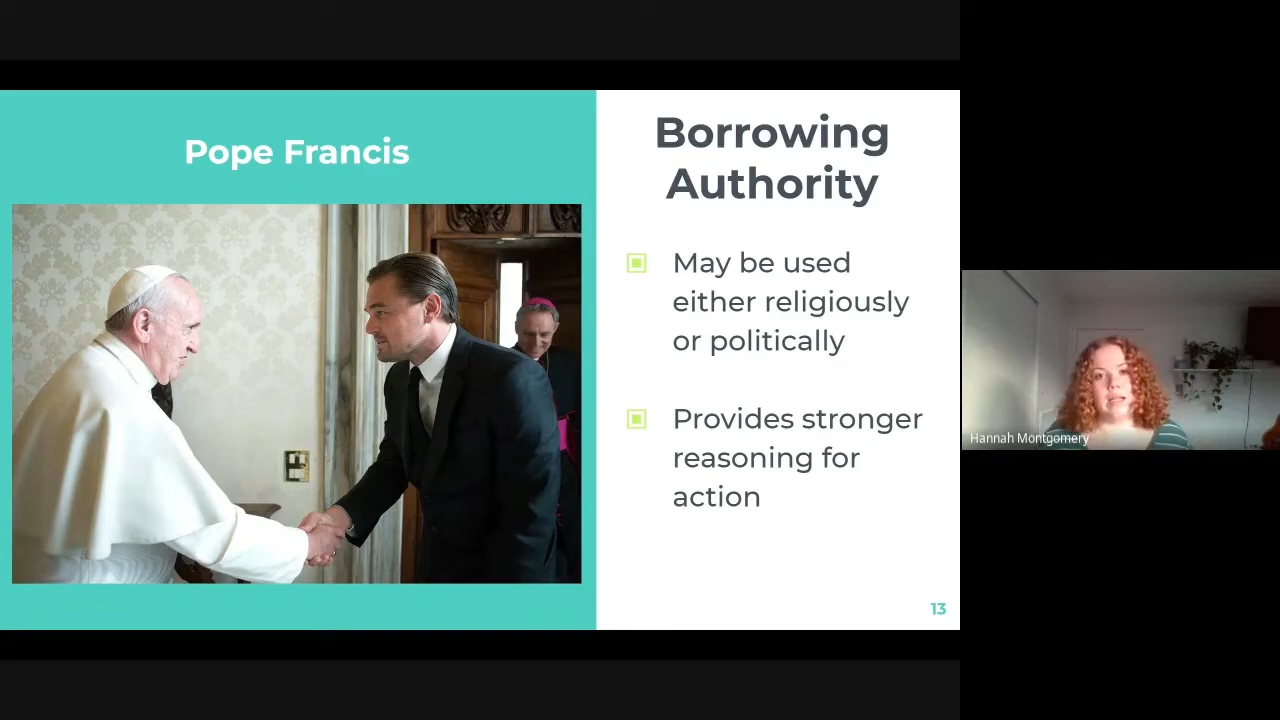 Pope Francis
Borrowing
Authority
May be used
either religiously
or politically
Provides stronger
reasoning for
action
13
Hannah Montgomery